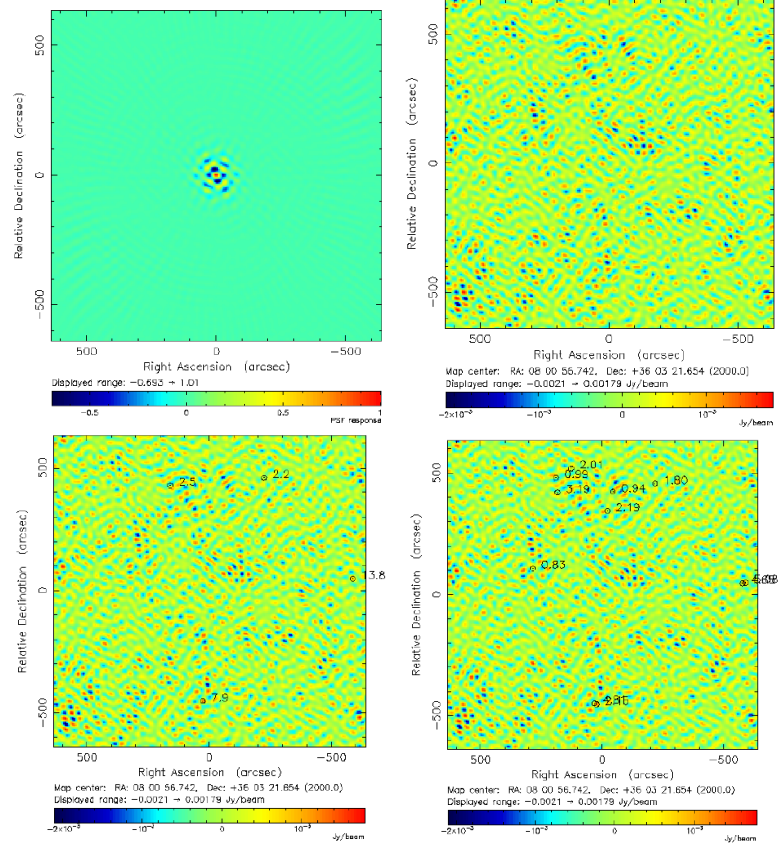 500
0
−500
Relative Declination (arcsec)
500 0 −500
Right Ascension (arcsec)
Displayed range: −0.693 → 1.01
−0.5 0 0.5 1
PSF response
500
0
−500
Relative Declination (arcsec)
500 0 −500
Right Ascension (arcsec)
Map center: RA: 08 00 56.742, Dec: +36 03 21.654 (2000.0)
Displayed range: −0.0021 → 0.00179 Jy/beam
−2×10⁻³ −10⁻³ 0 10⁻³
Jy/beam
2.5 2.2
13.8
7.9
500
0
−500
Relative Declination (arcsec)
500 0 −500
Right Ascension (arcsec)
Map center: RA: 08 00 56.742, Dec: +36 03 21.654 (2000.0)
Displayed range: −0.0021 → 0.00179 Jy/beam
−2×10⁻³ −10⁻³ 0 10⁻³
Jy/beam
2.01
0.99
3.19 0.94 1.80
2.19
0.83
500
0
−500
Relative Declination (arcsec)
500 0 −500
Right Ascension (arcsec)
Map center: RA: 08 00 56.742, Dec: +36 03 21.654 (2000.0)
Displayed range: −0.0021 → 0.00179 Jy/beam
−2×10⁻³ −10⁻³ 0 10⁻³
Jy/beam